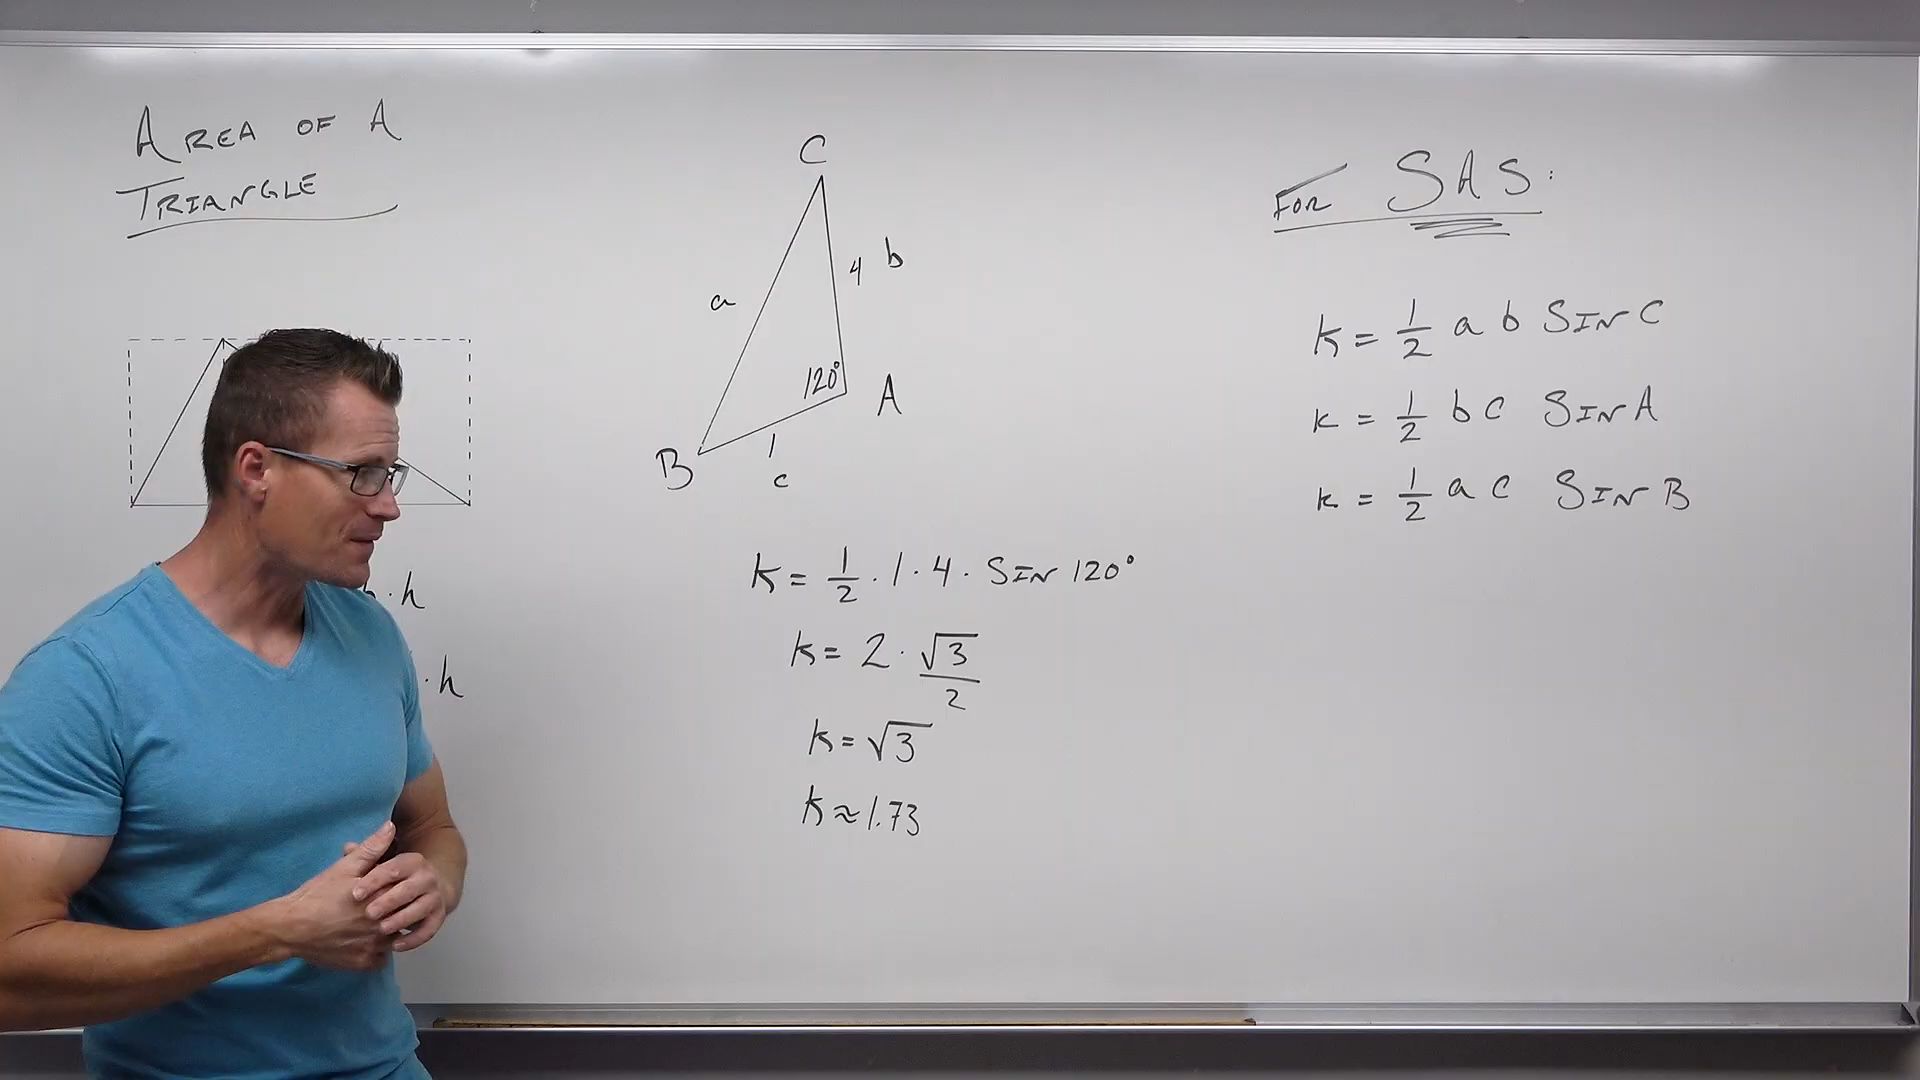 AREA OF A
TRIANGLE
· h
· h
C
a
4 b
120°
A
B
1
c
K = 1/2 · 1 · 4 · SIN 120°
K = 2 · √3/2
K = √3
K ≈ 1.73
FOR SAS:
K = 1/2 a b SIN C
K = 1/2 b c SIN A
K = 1/2 a c SIN B